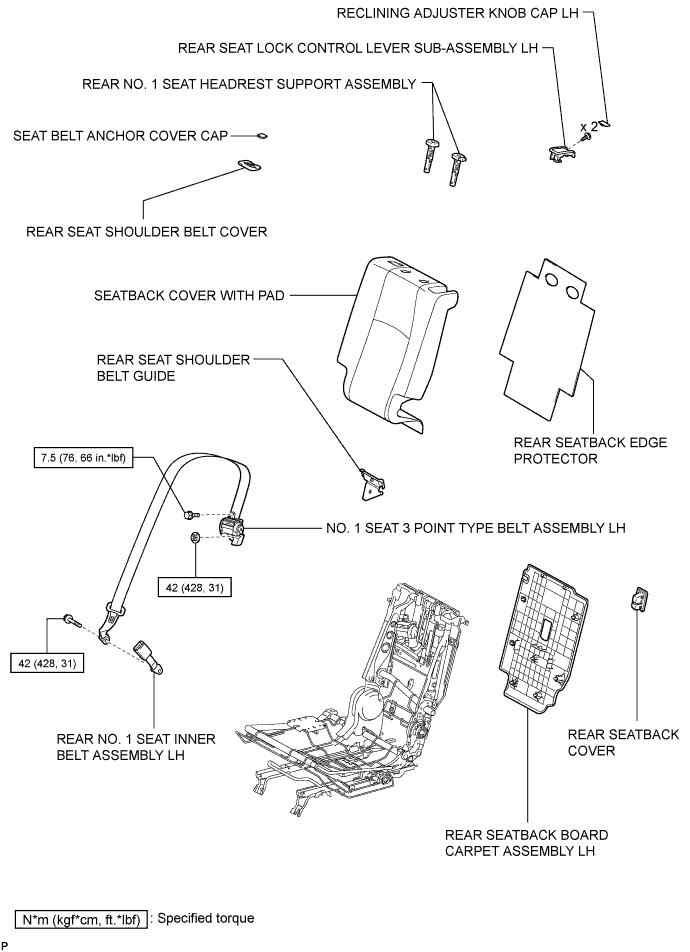 RECLINING ADJUSTER KNOB CAP LH
REAR SEAT LOCK CONTROL LEVER SUB-ASSEMBLY LH
REAR NO. 1 SEAT HEADREST SUPPORT ASSEMBLY
x 2
SEAT BELT ANCHOR COVER CAP
REAR SEAT SHOULDER BELT COVER
SEATBACK COVER WITH PAD
REAR SEAT SHOULDER
BELT GUIDE
REAR SEATBACK EDGE
PROTECTOR
7.5 (76, 66 in.*lbf)
NO. 1 SEAT 3 POINT TYPE BELT ASSEMBLY LH
42 (428, 31)
42 (428, 31)
REAR NO. 1 SEAT INNER
BELT ASSEMBLY LH
REAR SEATBACK
COVER
REAR SEATBACK BOARD
CARPET ASSEMBLY LH
N*m (kgf*cm, ft.*lbf) : Specified torque
P